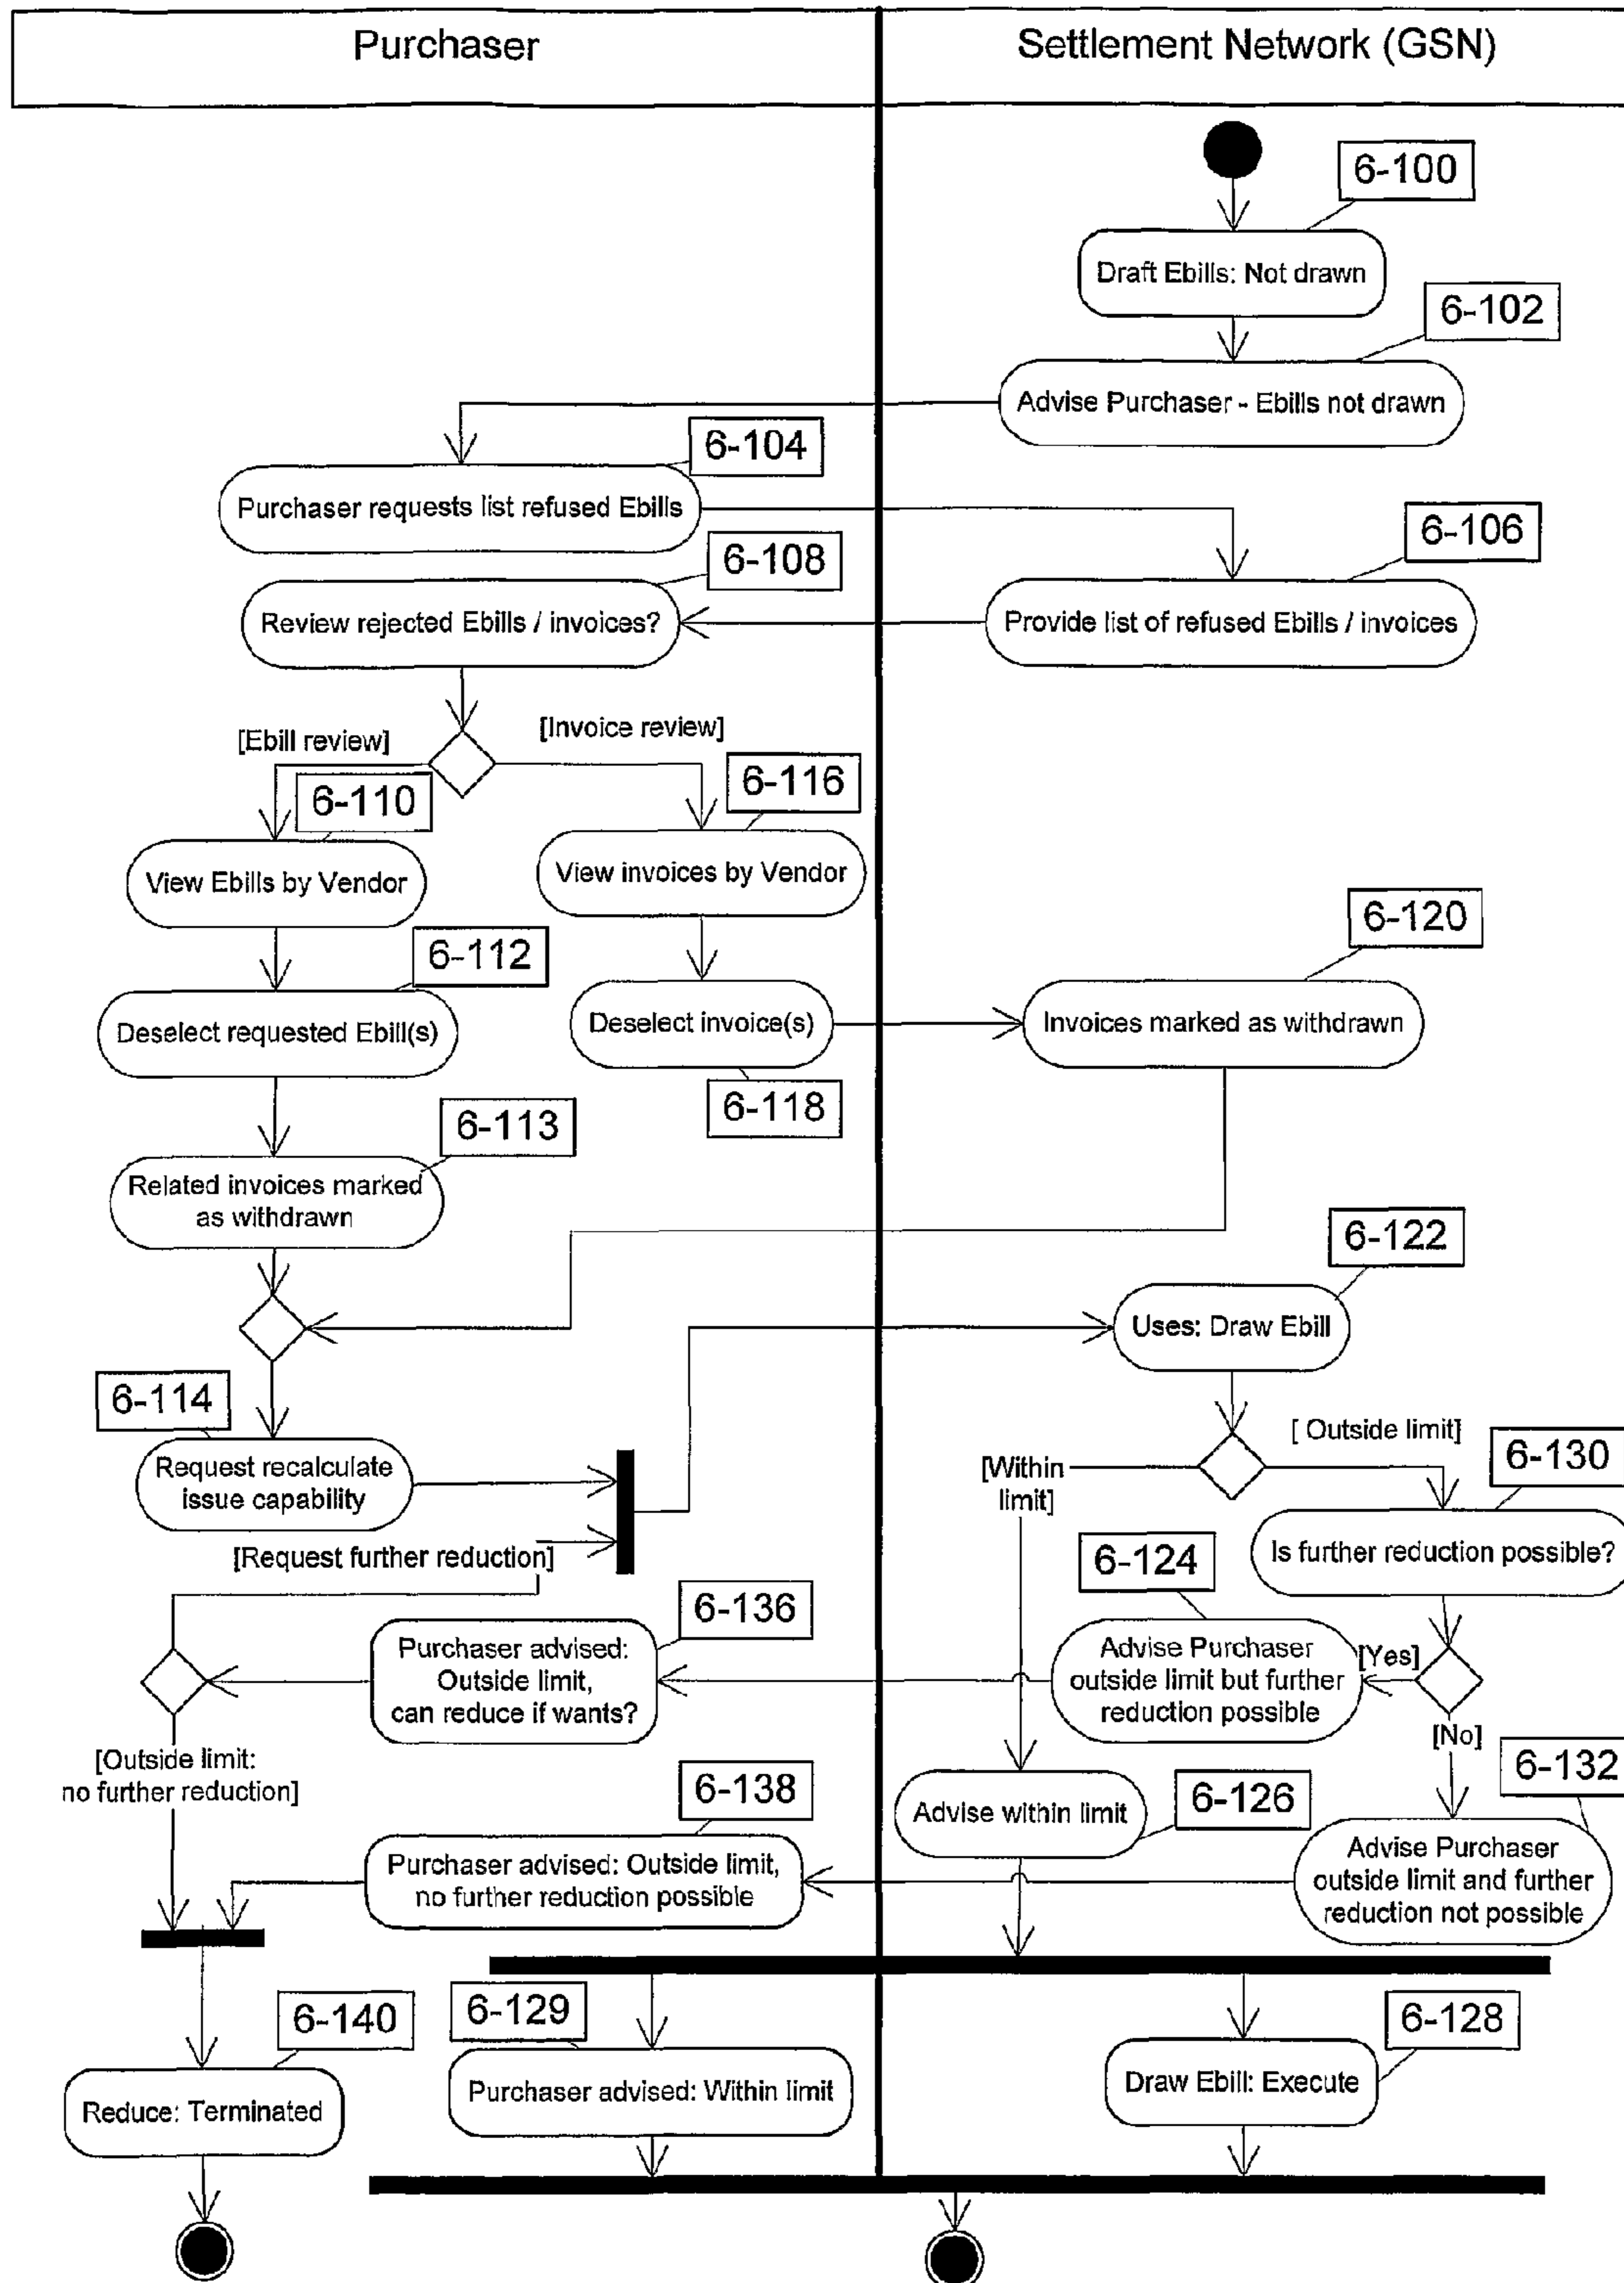 Purchaser
Settlement Network (GSN)
6-100
Draft Ebills: Not drawn
6-102
Advise Purchaser - Ebills not drawn
6-104
Purchaser requests list refused Ebills
6-106
6-108
Review rejected Ebills / invoices?
Provide list of refused Ebills / invoices
[Ebill review]
[Invoice review]
6-110
6-116
View Ebills by Vendor
View invoices by Vendor
6-112
6-120
Deselect requested Ebill(s)
Deselect invoice(s)
Invoices marked as withdrawn
6-118
6-113
Related invoices marked
as withdrawn
6-122
Uses: Draw Ebill
6-114
Request recalculate
issue capability
[Within
limit]
[ Outside limit]
6-130
Is further reduction possible?
[Request further reduction]
6-124
6-136
Purchaser advised:
Outside limit,
can reduce if wants?
Advise Purchaser
outside limit but further
reduction possible
[Yes]
[No]
[Outside limit:
no further reduction]
6-138
Advise within limit
6-126
6-132
Purchaser advised: Outside limit,
no further reduction possible
Advise Purchaser
outside limit and further
reduction not possible
6-140
6-129
6-128
Reduce: Terminated
Purchaser advised: Within limit
Draw Ebill: Execute